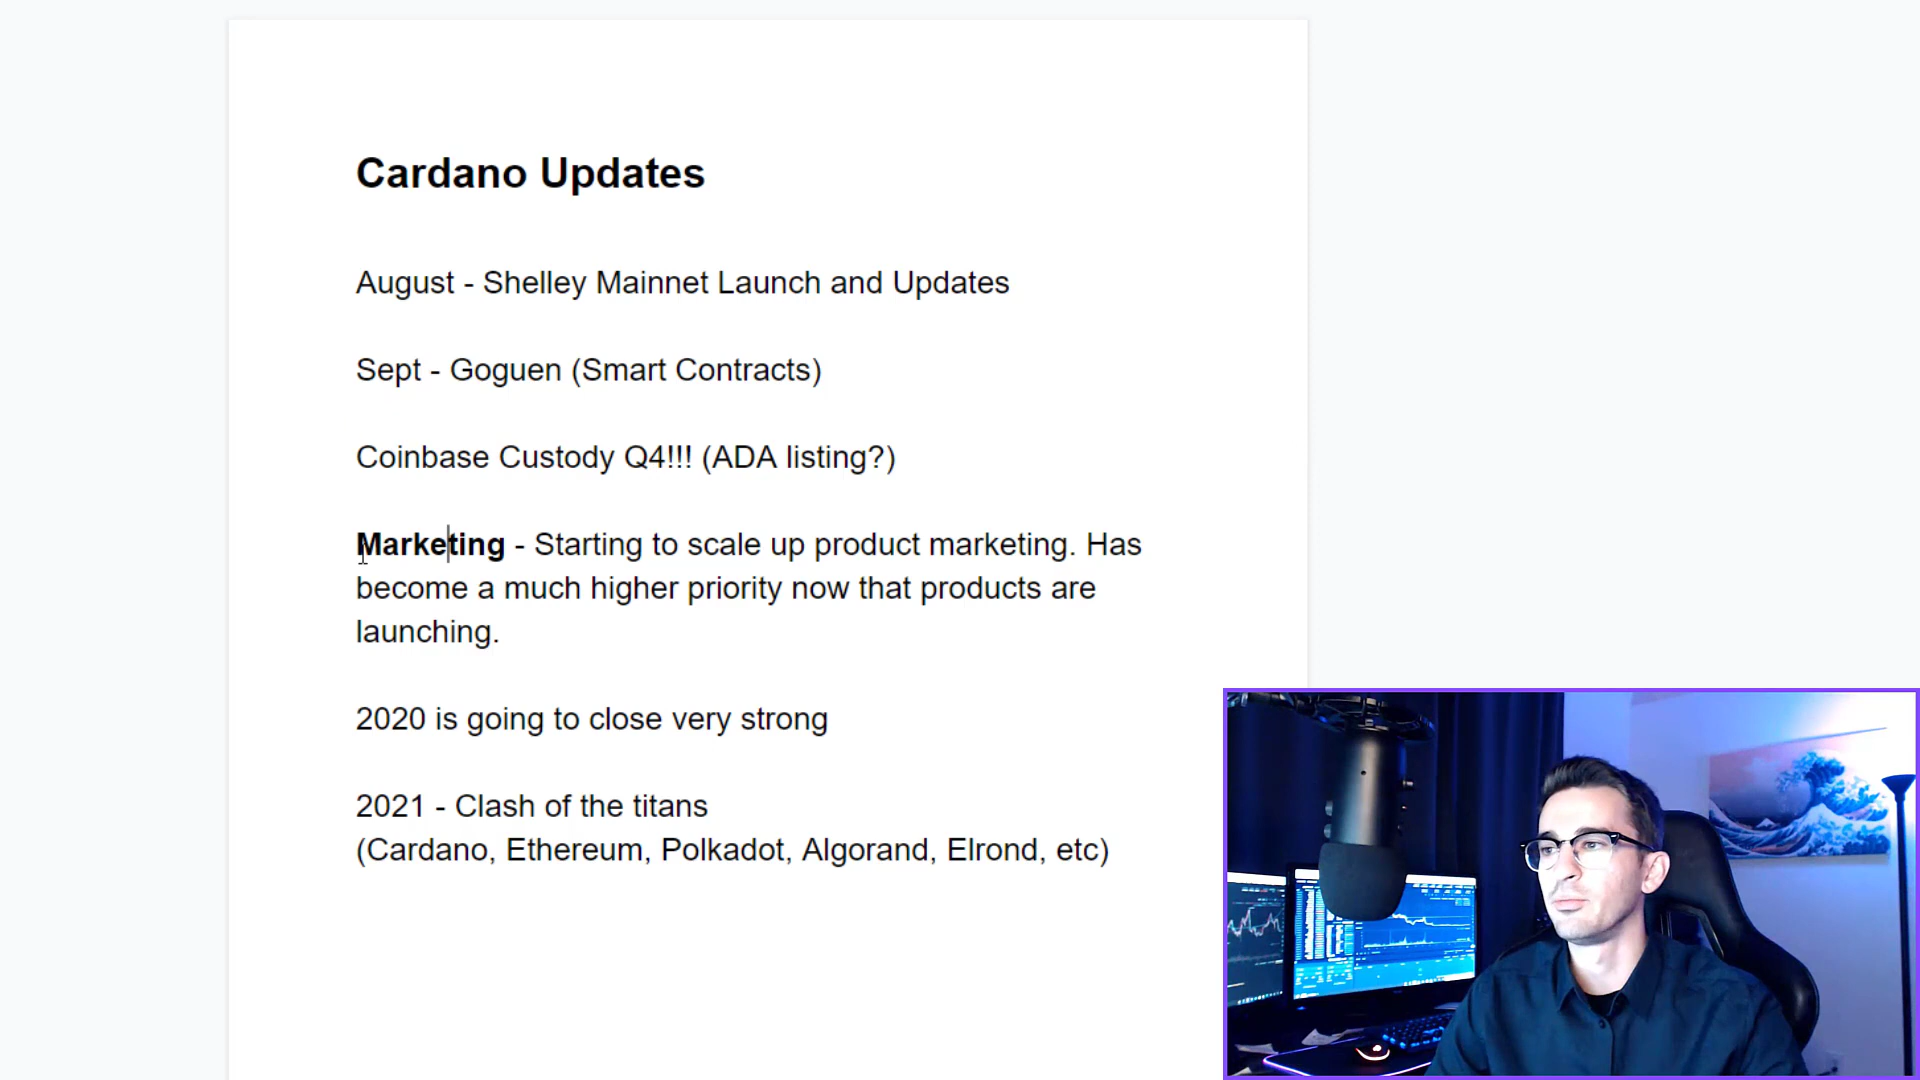 Cardano Updates
August - Shelley Mainnet Launch and Updates
Sept - Goguen (Smart Contracts)
Coinbase Custody Q4!!! (ADA listing?)
Marketing - Starting to scale up product marketing. Has
become a much higher priority now that products are
launching.
2020 is going to close very strong
2021 - Clash of the titans
(Cardano, Ethereum, Polkadot, Algorand, Elrond, etc)